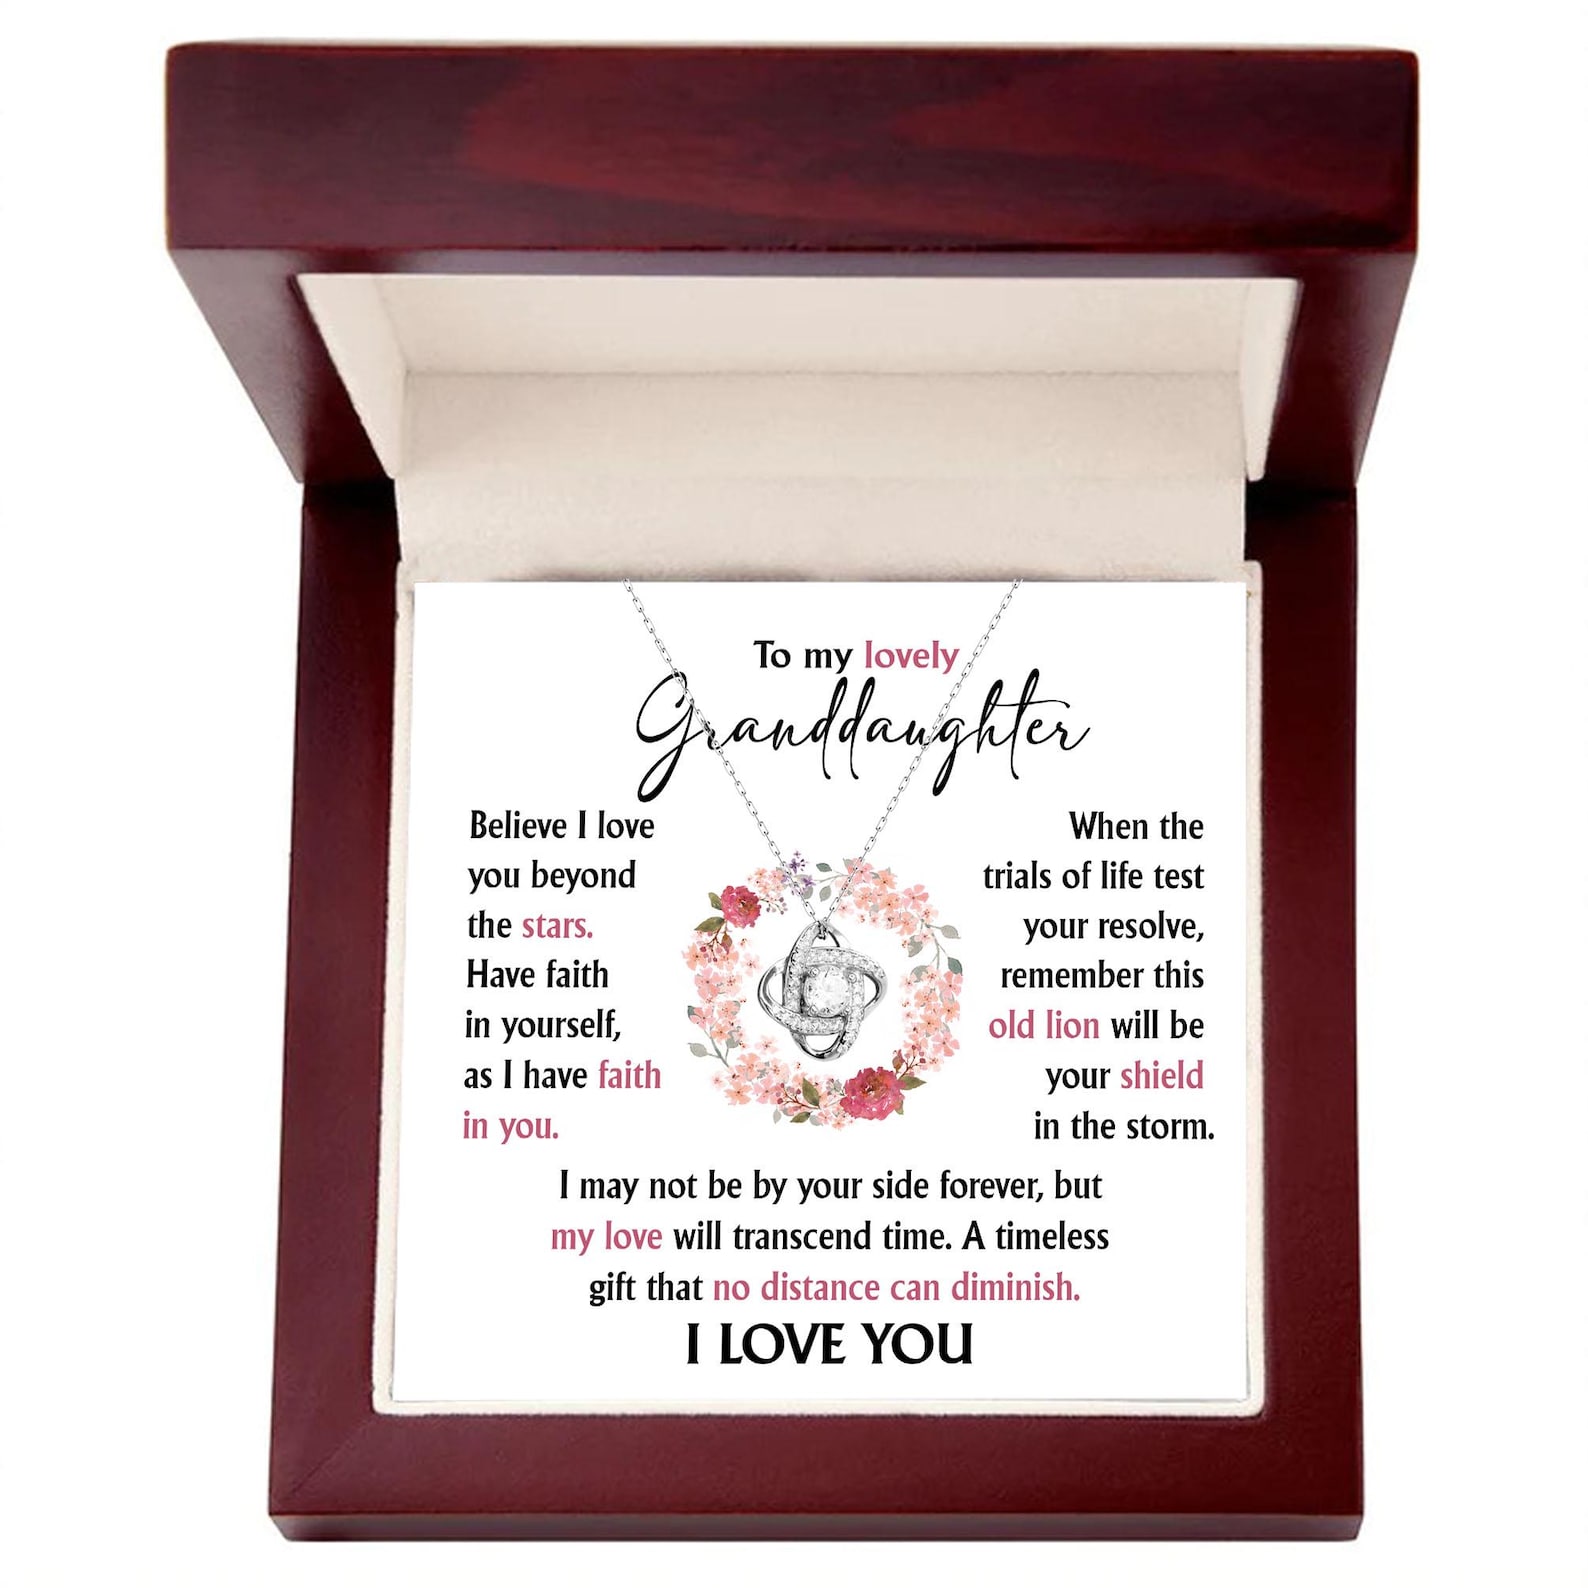 To my lovely
Granddaughter
Believe I love
you beyond
the stars.
Have faith
in yourself,
as I have faith
in you.
When the
trials of life test
your resolve,
remember this
old lion will be
your shield
in the storm.
I may not be by your side forever, but
my love will transcend time. A timeless
gift that no distance can diminish.
I LOVE YOU